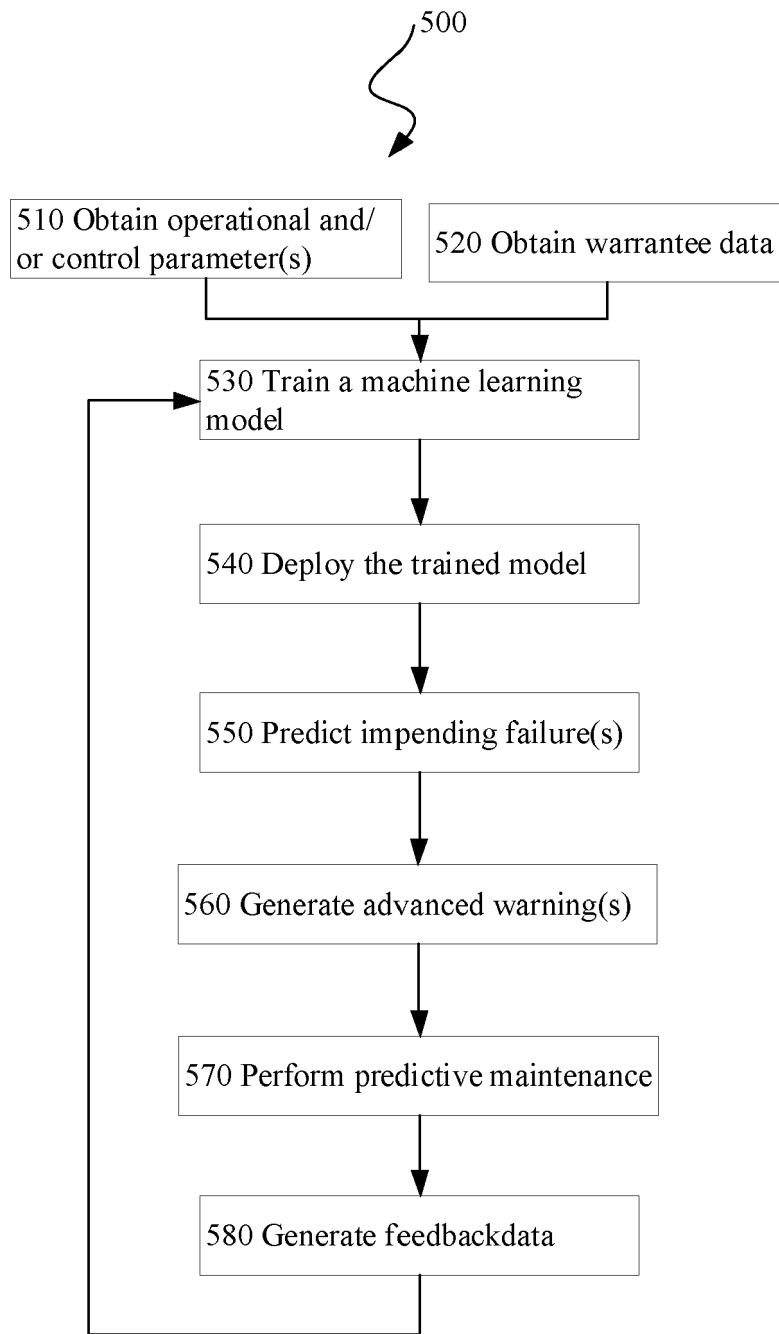 500
510 Obtain operational and/
or control parameter(s)
520 Obtain warrantee data
530 Train a machine learning
model
540 Deploy the trained model
550 Predict impending failure(s)
560 Generate advanced warning(s)
570 Perform predictive maintenance
580 Generate feedbackdata